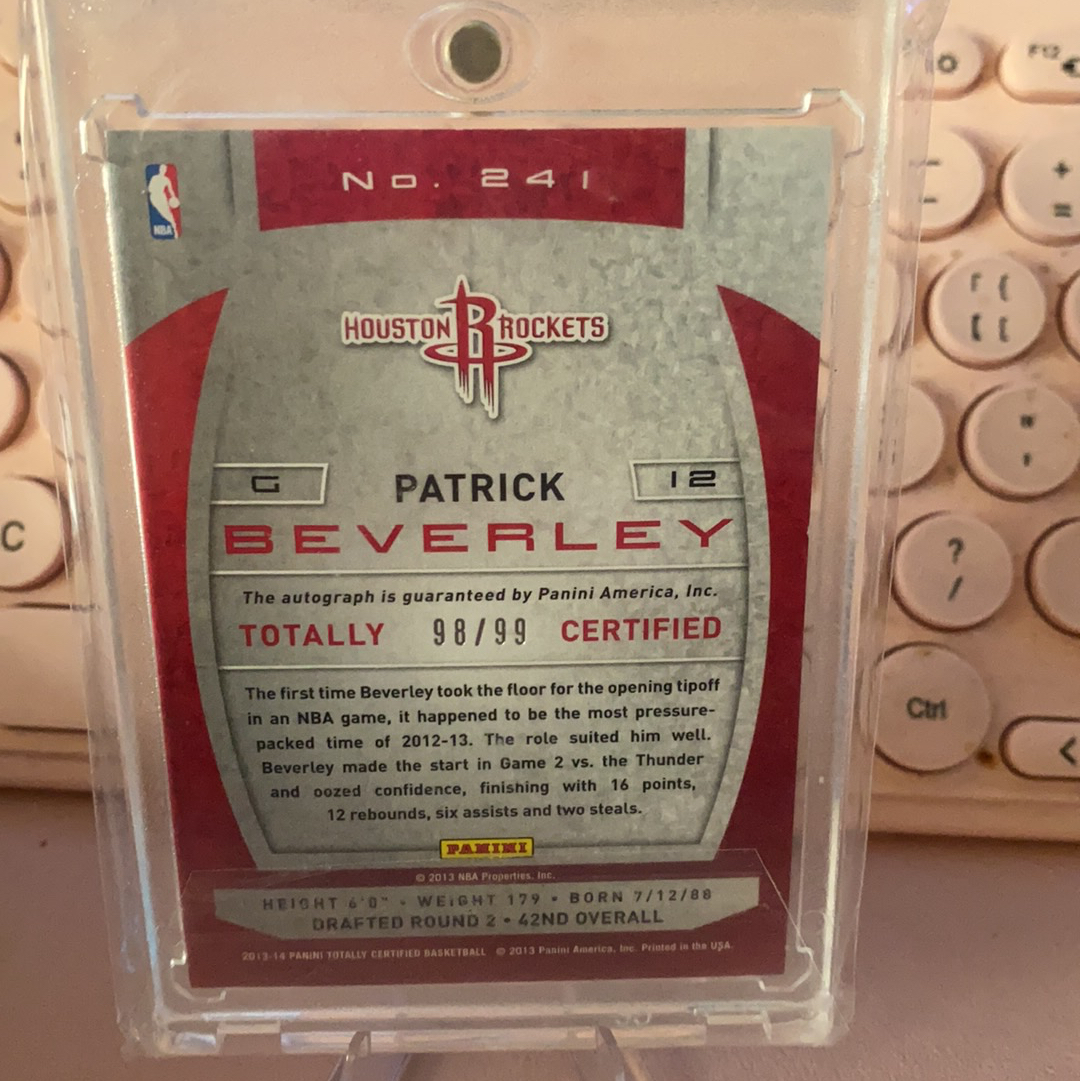 No. 241
NBA
HOUSTON ROCKETS
G PATRICK 12
BEVERLEY
The autograph is guaranteed by Panini America, Inc.
TOTALLY 98/99 CERTIFIED
The first time Beverley took the floor for the opening tipoff
in an NBA game, it happened to be the most pressure-
packed time of 2012-13. The role suited him well.
Beverley made the start in Game 2 vs. the Thunder
and oozed confidence, finishing with 16 points,
12 rebounds, six assists and two steals.
PANINI
© 2013 NBA Properties, Inc.
HEIGHT 6'0" • WEIGHT 179 • BORN 7/12/88
DRAFTED ROUND 2 • 42ND OVERALL
2013-14 PANINI TOTALLY CERTIFIED BASKETBALL © 2013 Panini America, Inc. Printed in the USA.
F12
+
=
{
[
"
'
C
?
/
Ctrl
<